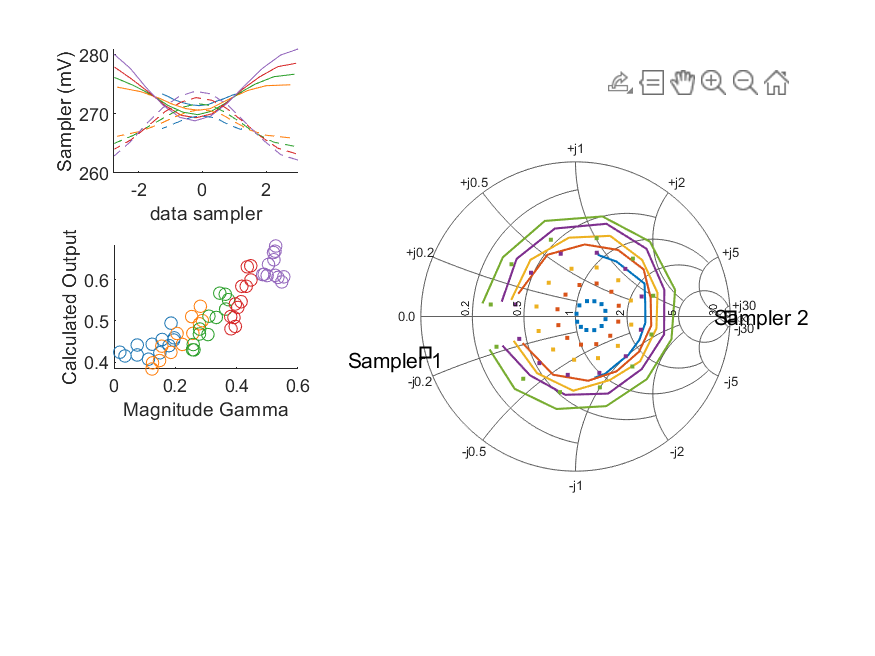 280
270
260
Sampler (mV)
-2 0 2
data sampler
0.6
0.5
0.4
Calculated Output
0 0.2 0.4 0.6
Magnitude Gamma
+j1
+j0.5
+j2
+j0.2
+j5
+j30
0.0
0.2
0.5
1
2
5
30
-j30
Sampler 2
Sampler 1
-j0.2
-j5
-j0.5
-j2
-j1